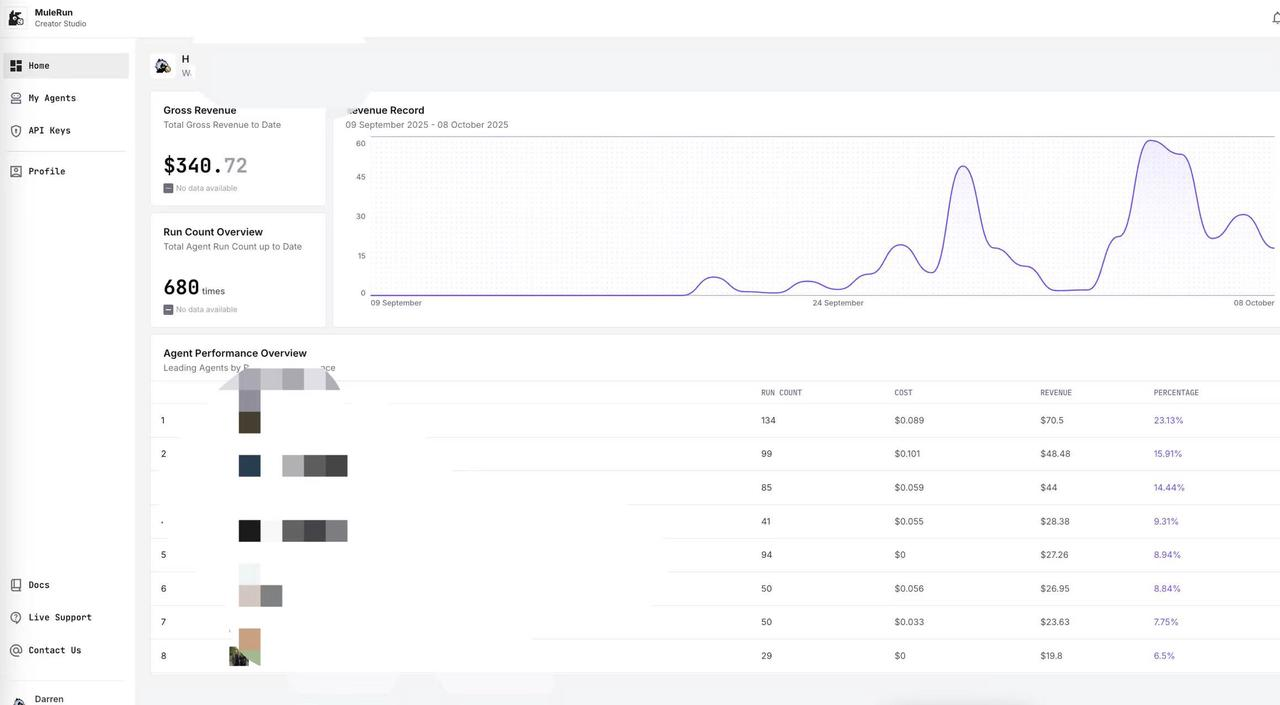 MuleRun
Creator Studio
Home
My Agents
API Keys
Profile
Docs
Live Support
Contact Us
Darren
H
W
Gross Revenue
Total Gross Revenue to Date
$340.72
No data available
Run Count Overview
Total Agent Run Count up to Date
680 times
No data available
evenue Record
09 September 2025 - 08 October 2025
60
45
30
15
0
09 September 24 September 08 October
Agent Performance Overview
Leading Agents by
RUN COUNT COST REVENUE PERCENTAGE
1 134 $0.089 $70.5 23.13%
2 99 $0.101 $48.48 15.91%
85 $0.059 $44 14.44%
41 $0.055 $28.38 9.31%
5 94 $0 $27.26 8.94%
6 50 $0.056 $26.95 8.84%
7 50 $0.033 $23.63 7.75%
8 29 $0 $19.8 6.5%